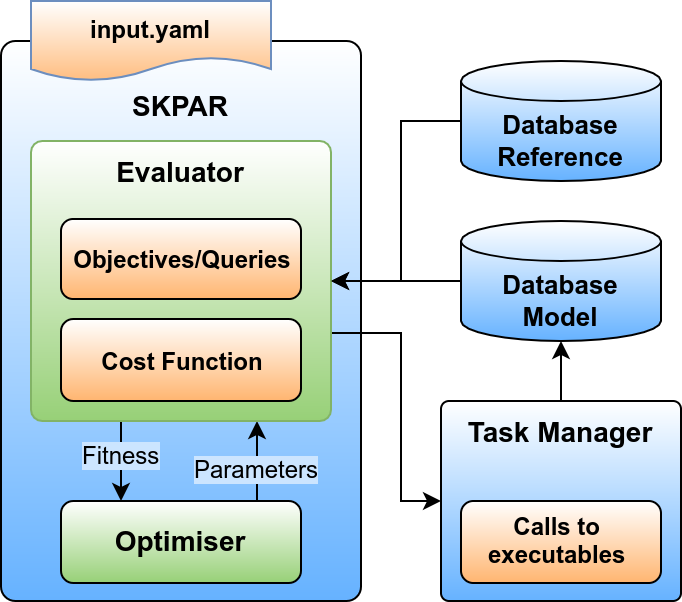 input.yaml
SKPAR
Evaluator
Objectives/Queries
Cost Function
Fitness
Parameters
Optimiser
Database
Reference
Database
Model
Task Manager
Calls to
executables